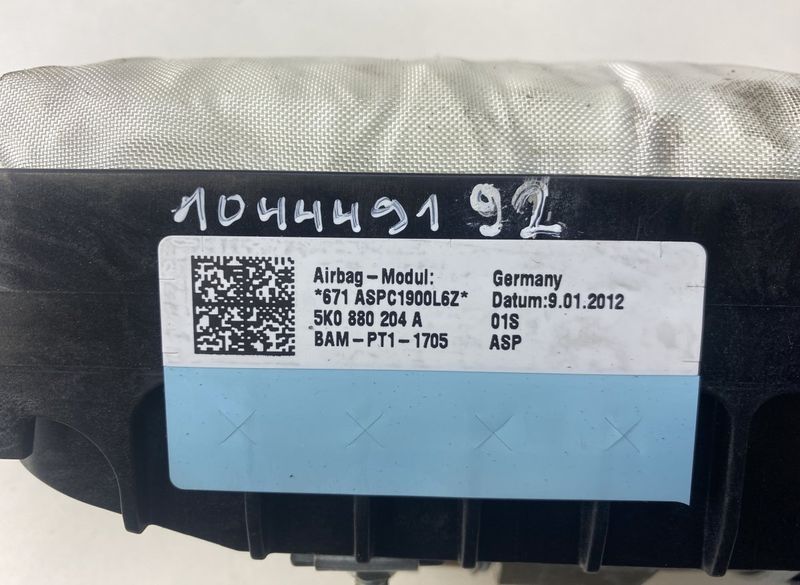 1044491 92
Airbag-Modul: Germany
*671 ASPC1900L6Z* Datum:9.01.2012
5K0 880 204 A 01S
BAM-PT1-1705 ASP